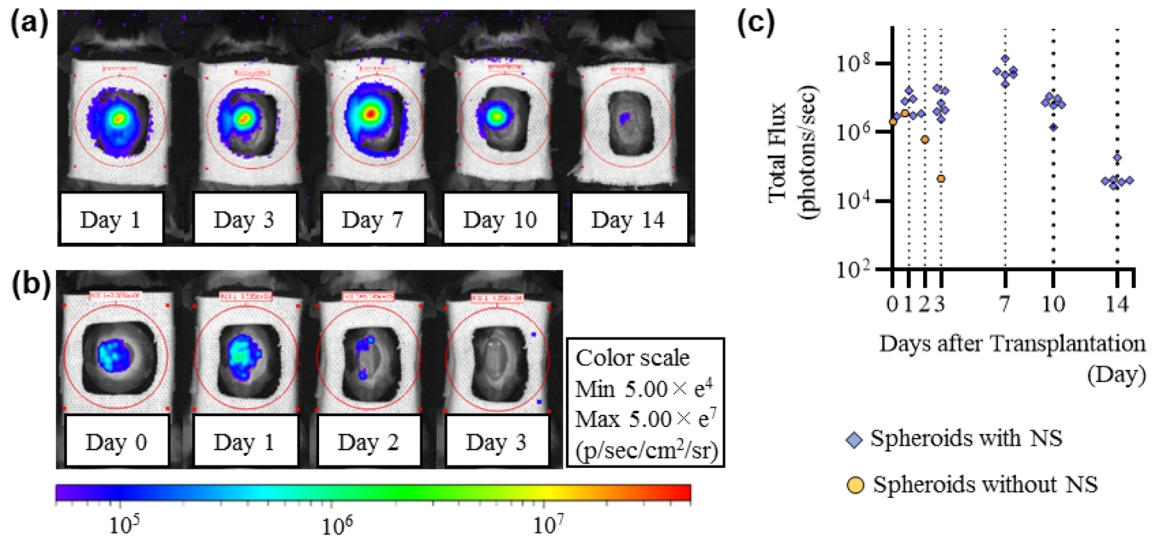 (a)
Day 1
Day 3
Day 7
Day 10
Day 14
(b)
Day 0
Day 1
Day 2
Day 3
Color scale
Min 5.00 × e⁴
Max 5.00 × e⁷
(p/sec/cm²/sr)
10⁵
10⁶
10⁷
(c)
Total Flux
(photons/sec)
10⁸
10⁶
10⁴
10²
0 1 2 3 7 10 14
Days after Transplantation
(Day)
Spheroids with NS
Spheroids without NS